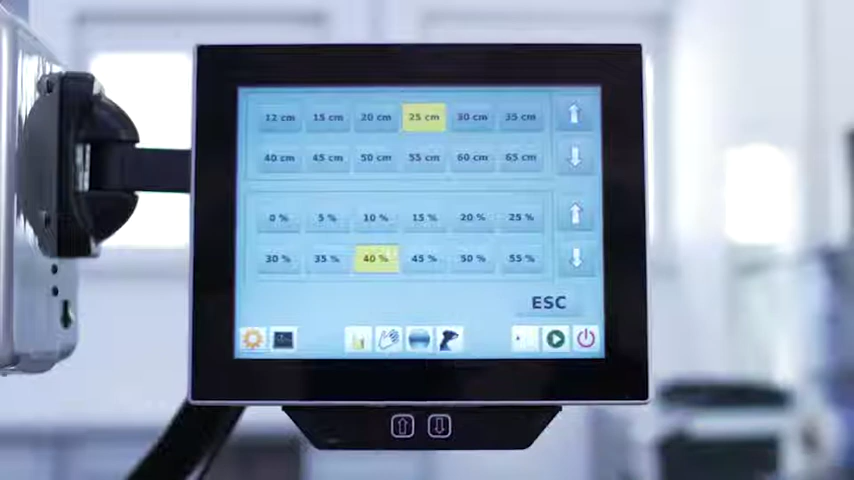 12 cm 15 cm 20 cm 25 cm 30 cm 35 cm
40 cm 45 cm 50 cm 55 cm 60 cm 65 cm
0 % 5 % 10 % 15 % 20 % 25 %
30 % 35 % 40 % 45 % 50 % 55 %
ESC